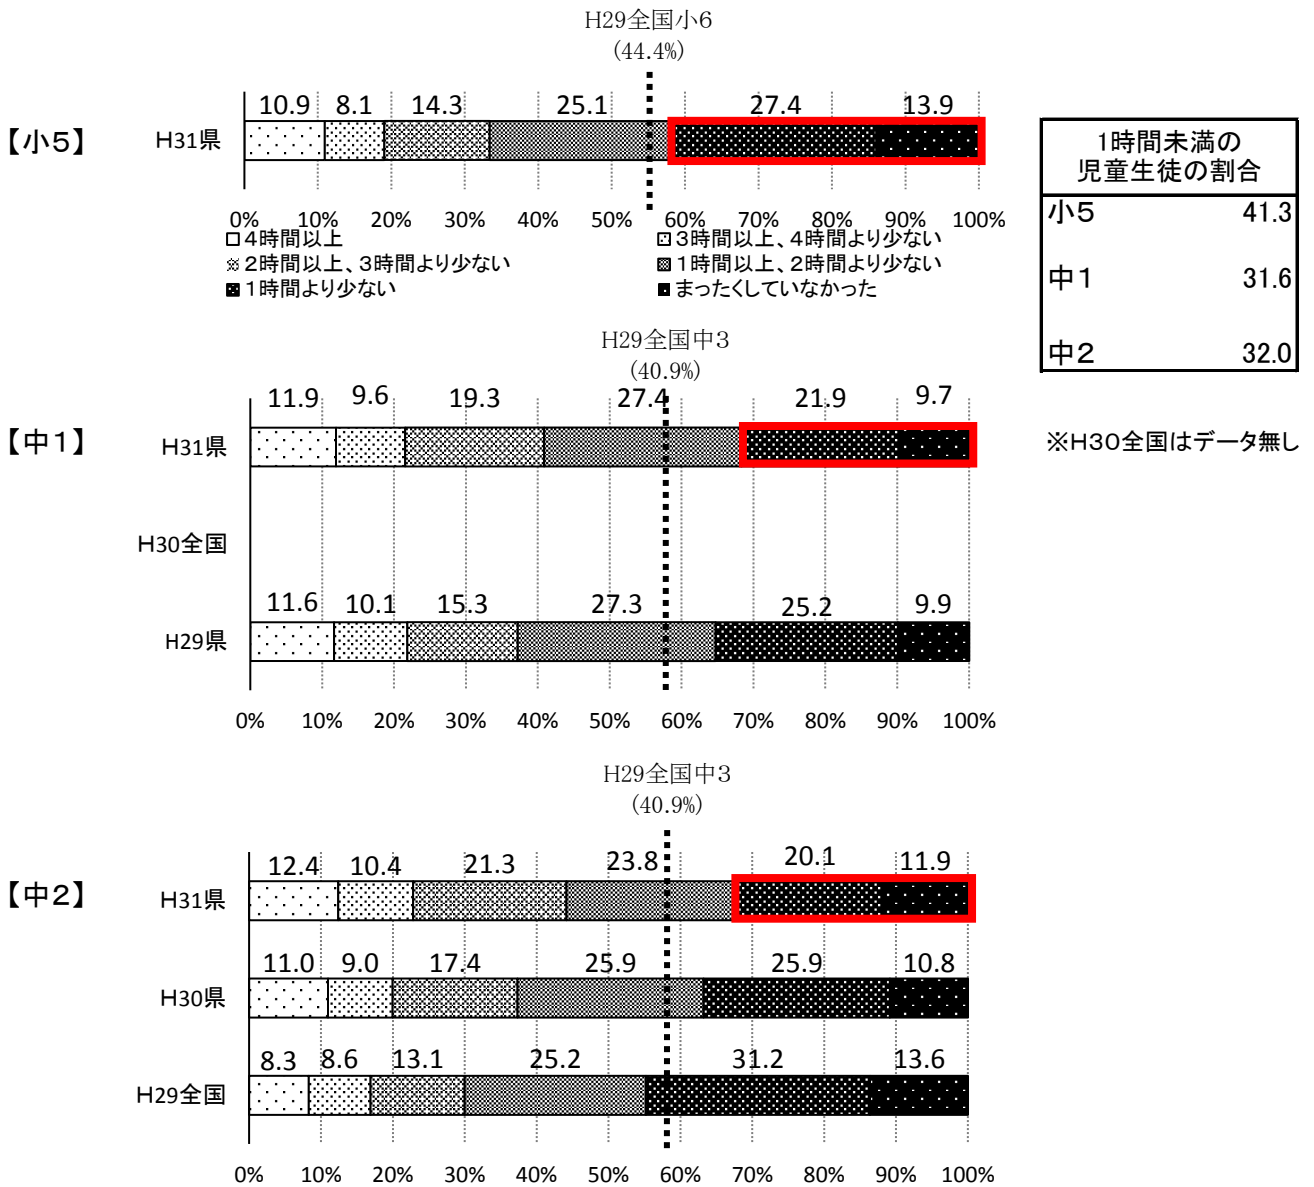 H29全国小6
(44.4%)
10.9 8.1 14.3 25.1 27.4 13.9
【小5】 H31県
0% 10% 20% 30% 40% 50% 60% 70% 80% 90% 100%
4時間以上 3時間以上、4時間より少ない
2時間以上、3時間より少ない 1時間以上、2時間より少ない
1時間より少ない まったくしていなかった
1時間未満の
児童生徒の割合
小5 41.3
中1 31.6
中2 32.0
※H30全国はデータ無し
H29全国中3
(40.9%)
11.9 9.6 19.3 27.4 21.9 9.7
【中1】 H31県
H30全国
11.6 10.1 15.3 27.3 25.2 9.9
H29県
0% 10% 20% 30% 40% 50% 60% 70% 80% 90% 100%
H29全国中3
(40.9%)
12.4 10.4 21.3 23.8 20.1 11.9
【中2】 H31県
11.0 9.0 17.4 25.9 25.9 10.8
H30県
8.3 8.6 13.1 25.2 31.2 13.6
H29全国
0% 10% 20% 30% 40% 50% 60% 70% 80% 90% 100%